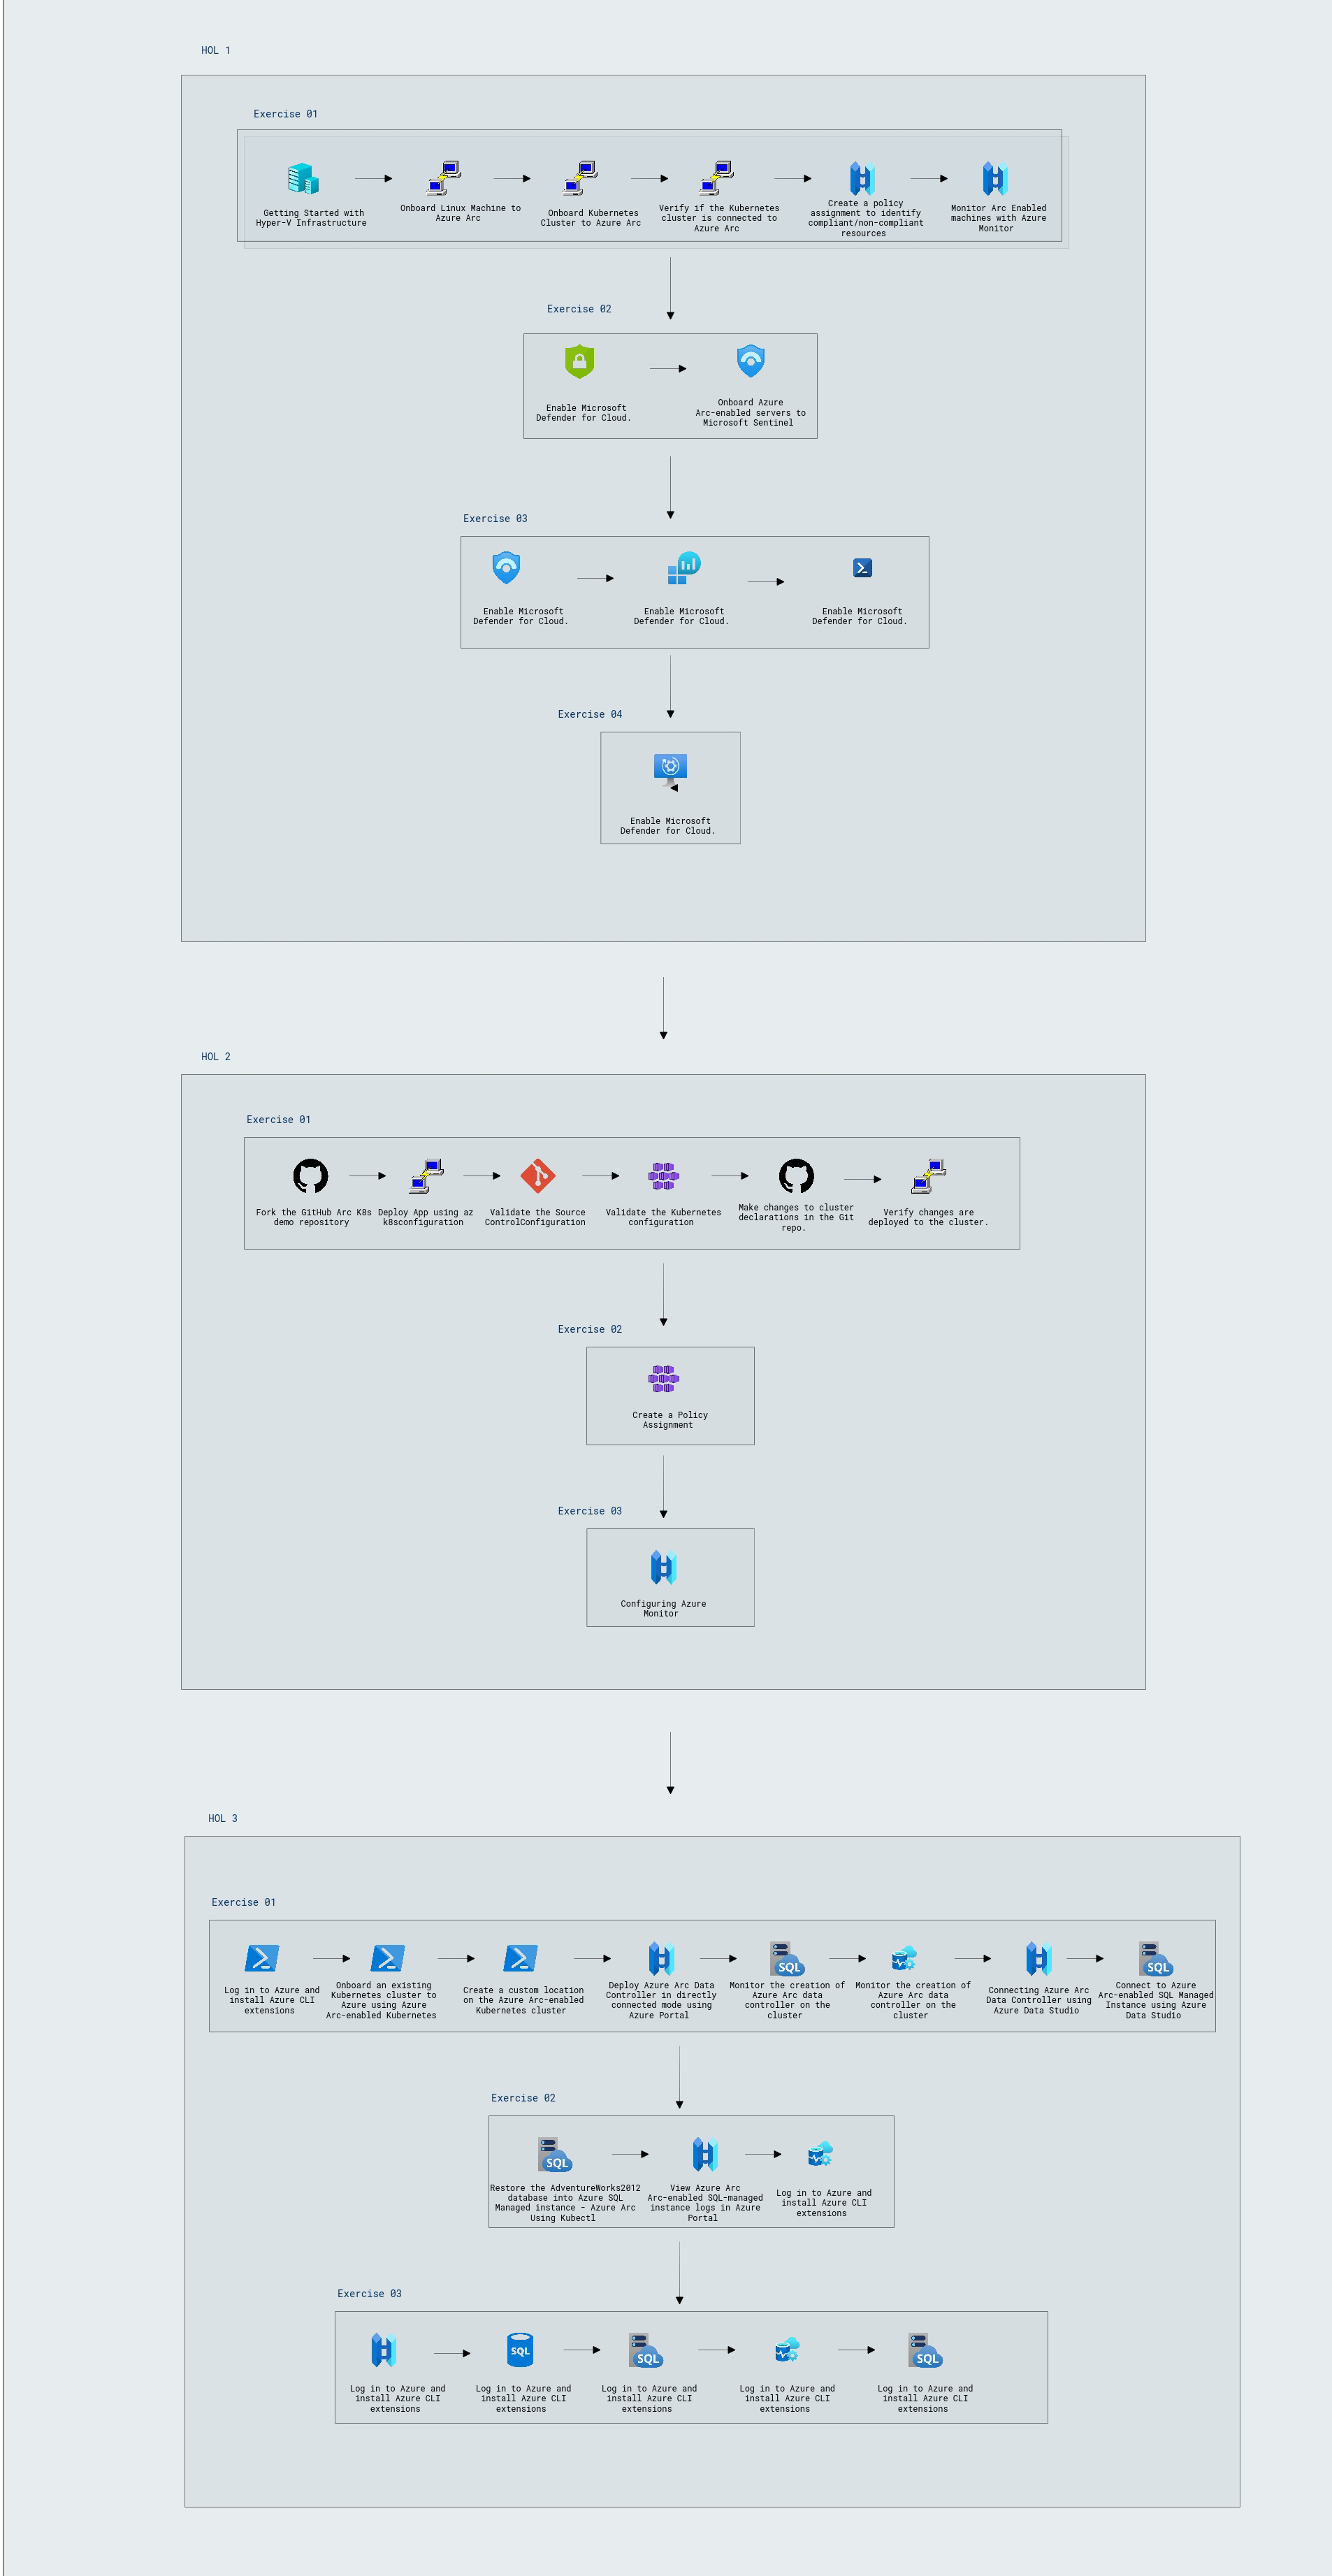 HOL 1
Exercise 01
Getting Started with
Hyper-V Infrastructure
Onboard Linux Machine to
Azure Arc
Onboard Kubernetes
Cluster to Azure Arc
Verify if the Kubernetes
cluster is connected to
Azure Arc
Create a policy
assignment to identify
compliant/non-compliant
resources
Monitor Arc Enabled
machines with Azure
Monitor
Exercise 02
Enable Microsoft
Defender for Cloud.
Onboard Azure
Arc-enabled servers to
Microsoft Sentinel
Exercise 03
Enable Microsoft
Defender for Cloud.
Enable Microsoft
Defender for Cloud.
Enable Microsoft
Defender for Cloud.
Exercise 04
Enable Microsoft
Defender for Cloud.
HOL 2
Exercise 01
Fork the GitHub Arc K8s
demo repository
Deploy App using az
k8sconfiguration
Validate the Source
ControlConfiguration
Validate the Kubernetes
configuration
Make changes to cluster
declarations in the Git
repo.
Verify changes are
deployed to the cluster.
Exercise 02
Create a Policy
Assignment
Exercise 03
Configuring Azure
Monitor
HOL 3
Exercise 01
Log in to Azure and
install Azure CLI
extensions
Onboard an existing
Kubernetes cluster to
Azure using Azure
Arc-enabled Kubernetes
Create a custom location
on the Azure Arc-enabled
Kubernetes cluster
Deploy Azure Arc Data
Controller in directly
connected mode using
Azure Portal
SQL
Monitor the creation of
Azure Arc data
controller on the
cluster
Monitor the creation of
Azure Arc data
controller on the
cluster
Connecting Azure Arc
Data Controller using
Azure Data Studio
SQL
Connect to Azure
Arc-enabled SQL Managed
Instance using Azure
Data Studio
Exercise 02
SQL
Restore the AdventureWorks2012
database into Azure SQL
Managed instance - Azure Arc
Using Kubectl
View Azure Arc
Arc-enabled SQL-managed
instance logs in Azure
Portal
Log in to Azure and
install Azure CLI
extensions
Exercise 03
Log in to Azure and
install Azure CLI
extensions
SQL
Log in to Azure and
install Azure CLI
extensions
SQL
Log in to Azure and
install Azure CLI
extensions
Log in to Azure and
install Azure CLI
extensions
SQL
Log in to Azure and
install Azure CLI
extensions